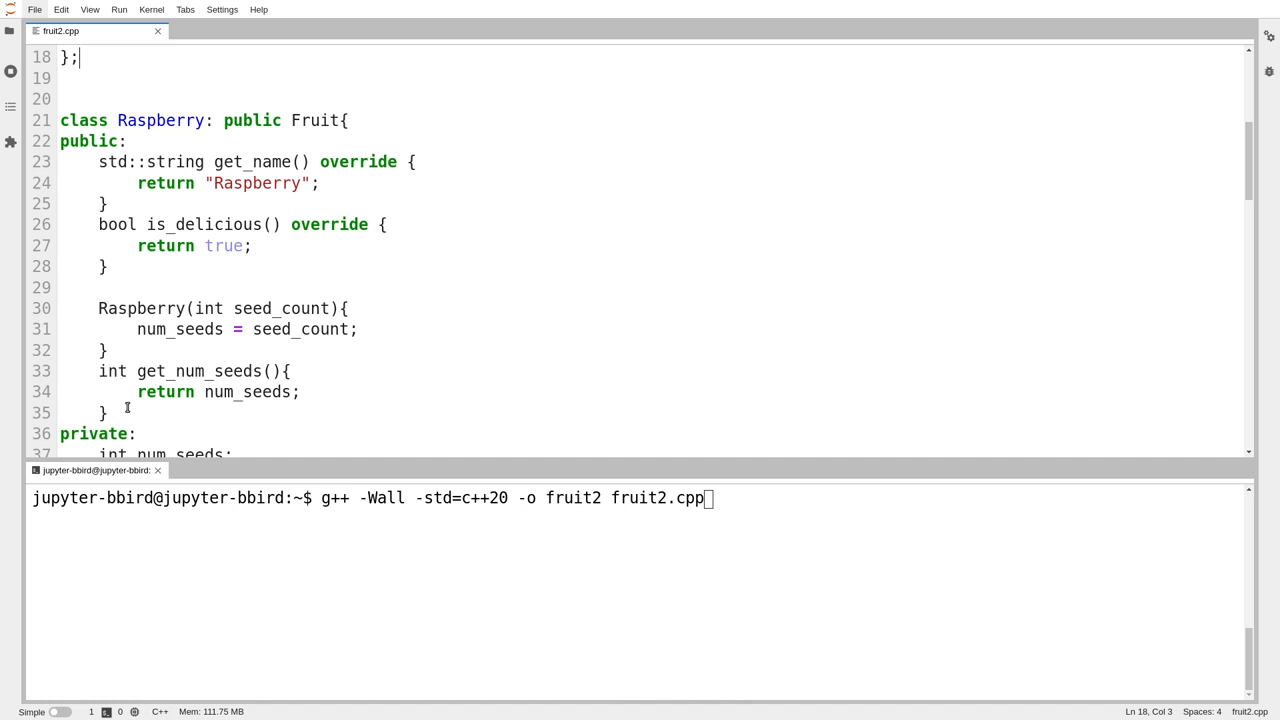 File Edit View Run Kernel Tabs Settings Help
fruit2.cpp
18 };
19
20
21 class Raspberry: public Fruit{
22 public:
23     std::string get_name() override {
24         return "Raspberry";
25     }
26     bool is_delicious() override {
27         return true;
28     }
29
30     Raspberry(int seed_count){
31         num_seeds = seed_count;
32     }
33     int get_num_seeds(){
34         return num_seeds;
35     }
36 private:
37     int num_seeds;
jupyter-bbird@jupyter-bbird:
jupyter-bbird@jupyter-bbird:~$ g++ -Wall -std=c++20 -o fruit2 fruit2.cpp
Simple 1 0 C++ Mem: 111.75 MB Ln 18, Col 3 Spaces: 4 fruit2.cpp